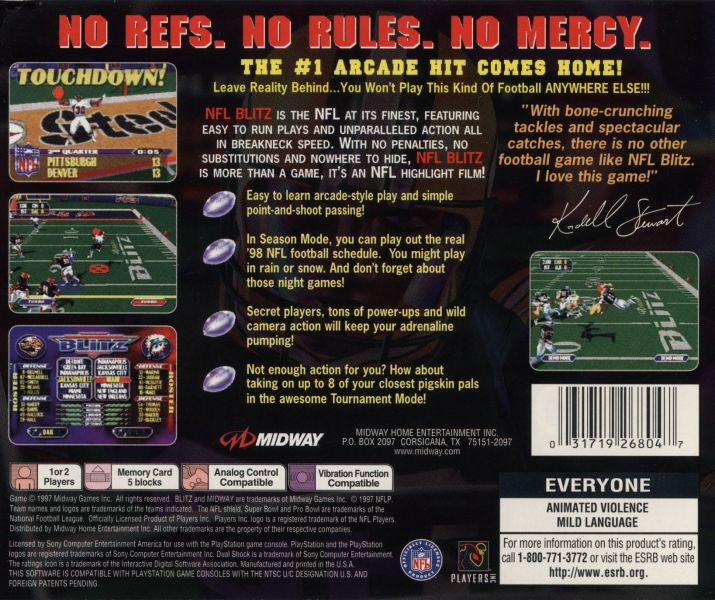 NO REFS. NO RULES. NO MERCY.
THE #1 ARCADE HIT COMES HOME!
Leave Reality Behind...You Won't Play This Kind Of Football ANYWHERE ELSE!!!
TOUCHDOWN!
30
2ND QUARTER 0:05
PITTSBURGH 13
DENVER 13
NFL BLITZ IS THE NFL AT ITS FINEST, FEATURING
EASY TO RUN PLAYS AND UNPARALLELED ACTION ALL
IN BREAKNECK SPEED. WITH NO PENALTIES, NO
SUBSTITUTIONS AND NOWHERE TO HIDE, NFL BLITZ
IS MORE THAN A GAME, IT'S AN NFL HIGHLIGHT FILM!
Easy to learn arcade-style play and simple
point-and-shoot passing!
In Season Mode, you can play out the real
'98 NFL football schedule. You might play
in rain or snow. And don't forget about
those night games!
Secret players, tons of power-ups and wild
camera action will keep your adrenaline
pumping!
Not enough action for you? How about
taking on up to 8 of your closest pigskin pals
in the awesome Tournament Mode!
"With bone-crunching
tackles and spectacular
catches, there is no other
football game like NFL Blitz.
I love this game!"
Kordell Stewart
BLITZ
TURBO
DEMO MODE
BLITZ
DEFENSE
OFFENSE
ROSTER
JACKSONVILLE
MIAMI
MIDWAY
MIDWAY HOME ENTERTAINMENT INC.
P.O. BOX 2097 CORSICANA, TX 75151-2097
www.midway.com
0 31719 26804 7
1 or 2
Players
Memory Card
5 blocks
Analog Control
Compatible
Vibration Function
Compatible
Game © 1997 Midway Games Inc. All rights reserved. BLITZ and MIDWAY are trademarks of Midway Games Inc. © 1997 NFLP.
Team names and logos are trademarks of the teams indicated. The NFL shield, Super Bowl and Pro Bowl are trademarks of the
National Football League. Officially Licensed Product of Players Inc. Players Inc. logo is a registered trademark of the NFL Players.
Distributed by Midway Home Entertainment Inc. All other trademarks are the property of their respective companies.
Licensed by Sony Computer Entertainment America for use with the PlayStation game console. PlayStation and the PlayStation
logos are registered trademarks of Sony Computer Entertainment Inc. Dual Shock is a trademark of Sony Computer Entertainment Inc.
The ratings icon is a trademark of the Interactive Digital Software Association. Manufactured and printed in the U.S.A.
THIS SOFTWARE IS COMPATIBLE WITH PLAYSTATION GAME CONSOLES WITH THE NTSC U/C DESIGNATION U.S. AND
FOREIGN PATENTS PENDING.
NFL
PLAYERS INC
EVERYONE
ANIMATED VIOLENCE
MILD LANGUAGE
For more information on this product's rating,
call 1-800-771-3772 or visit the ESRB web site
http://www.esrb.org.